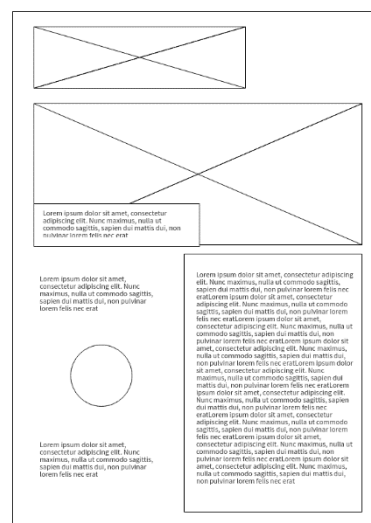 Lorem ipsum dolor sit amet, consectetur
adipiscing elit. Nunc maximus, nulla ut
commodo sagittis, sapien dui mattis dui, non
pulvinar lorem felis nec erat
Lorem ipsum dolor sit amet,
consectetur adipiscing elit. Nunc
maximus, nulla ut commodo sagittis,
sapien dui mattis dui, non pulvinar
lorem felis nec erat
Lorem ipsum dolor sit amet,
consectetur adipiscing elit. Nunc
maximus, nulla ut commodo sagittis,
sapien dui mattis dui, non pulvinar
lorem felis nec erat
Lorem ipsum dolor sit amet, consectetur adipiscing
elit. Nunc maximus, nulla ut commodo sagittis,
sapien dui mattis dui, non pulvinar lorem felis nec
eratLorem ipsum dolor sit amet, consectetur
adipiscing elit. Nunc maximus, nulla ut commodo
sagittis, sapien dui mattis dui, non pulvinar lorem
felis nec eratLorem ipsum dolor sit amet,
consectetur adipiscing elit. Nunc maximus, nulla ut
commodo sagittis, sapien dui mattis dui, non
pulvinar lorem felis nec eratLorem ipsum dolor sit
amet, consectetur adipiscing elit. Nunc maximus,
nulla ut commodo sagittis, sapien dui mattis dui,
non pulvinar lorem felis nec eratLorem ipsum dolor
sit amet, consectetur adipiscing elit. Nunc
maximus, nulla ut commodo sagittis, sapien dui
mattis dui, non pulvinar lorem felis nec eratLorem
ipsum dolor sit amet, consectetur adipiscing elit.
Nunc maximus, nulla ut commodo sagittis, sapien
dui mattis dui, non pulvinar lorem felis nec
eratLorem ipsum dolor sit amet, consectetur
adipiscing elit. Nunc maximus, nulla ut commodo
sagittis, sapien dui mattis dui, non pulvinar lorem
felis nec eratLorem ipsum dolor sit amet,
consectetur adipiscing elit. Nunc maximus, nulla ut
commodo sagittis, sapien dui mattis dui, non
pulvinar lorem felis nec eratLorem ipsum dolor sit
amet, consectetur adipiscing elit. Nunc maximus,
nulla ut commodo sagittis, sapien dui mattis dui,
non pulvinar lorem felis nec erat